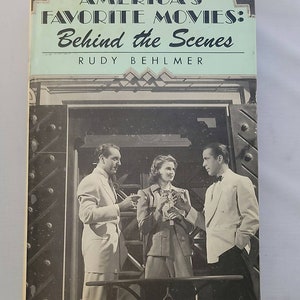 AMERICA'S
FAVORITE MOVIES:
Behind the Scenes
RUDY BEHLMER